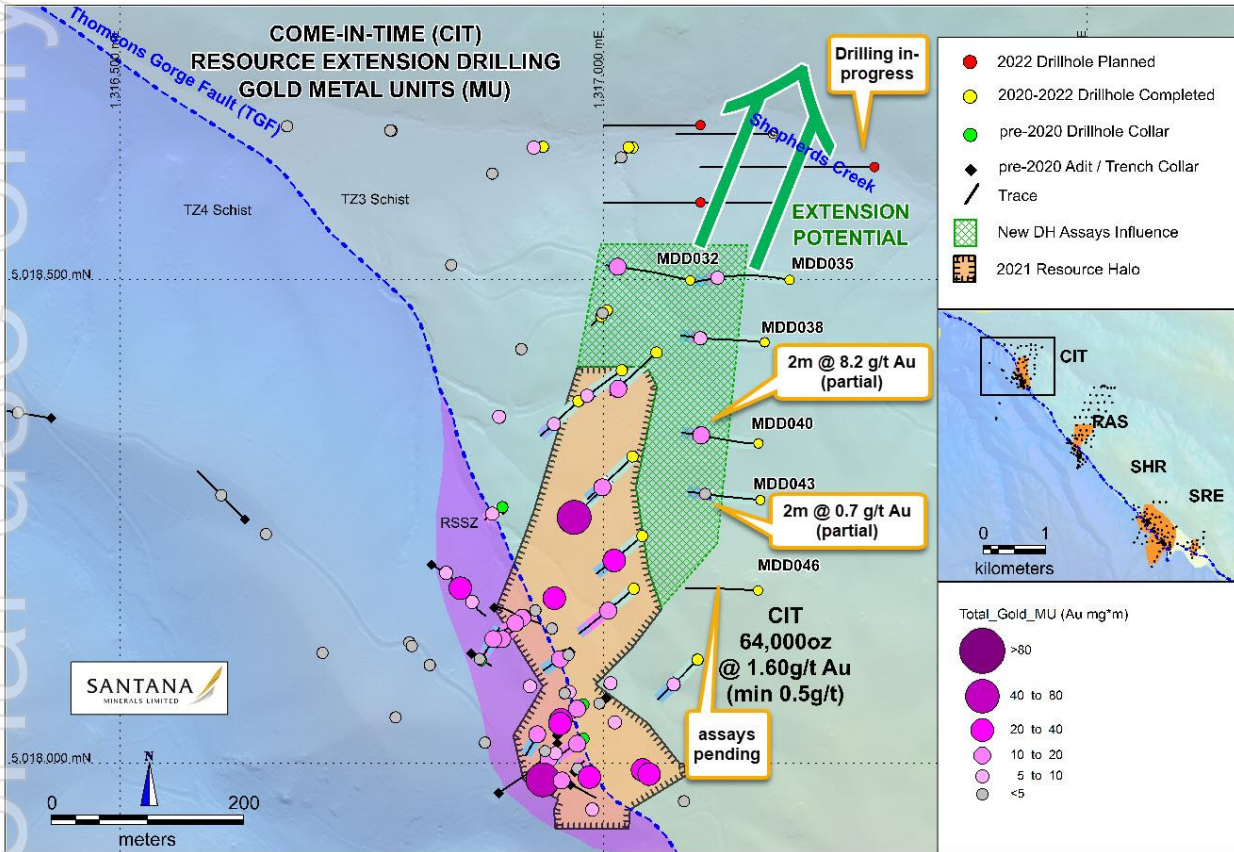 COME-IN-TIME (CIT)
RESOURCE EXTENSION DRILLING
GOLD METAL UNITS (MU)
Thomsons Gorge Fault (TGF)
1,316,500 mE
1,317,000 mE
E
Drilling in-
progress
Shepherds Creek
TZ4 Schist
TZ3 Schist
EXTENSION
POTENTIAL
5,018,500 mN
MDD032
MDD035
MDD038
2m @ 8.2 g/t Au
(partial)
MDD040
MDD043
2m @ 0.7 g/t Au
(partial)
RSSZ
MDD046
CIT
64,000oz
@ 1.60g/t Au
(min 0.5g/t)
assays
pending
5,018,000 mN
SANTANA
MINERALS LIMITED
N
0 200
meters
2022 Drillhole Planned
2020-2022 Drillhole Completed
pre-2020 Drillhole Collar
pre-2020 Adit / Trench Collar
Trace
New DH Assays Influence
2021 Resource Halo
CIT
RAS
SHR
SRE
0 1
kilometers
Total_Gold_MU (Au mg*m)
>80
40 to 80
20 to 40
10 to 20
5 to 10
<5